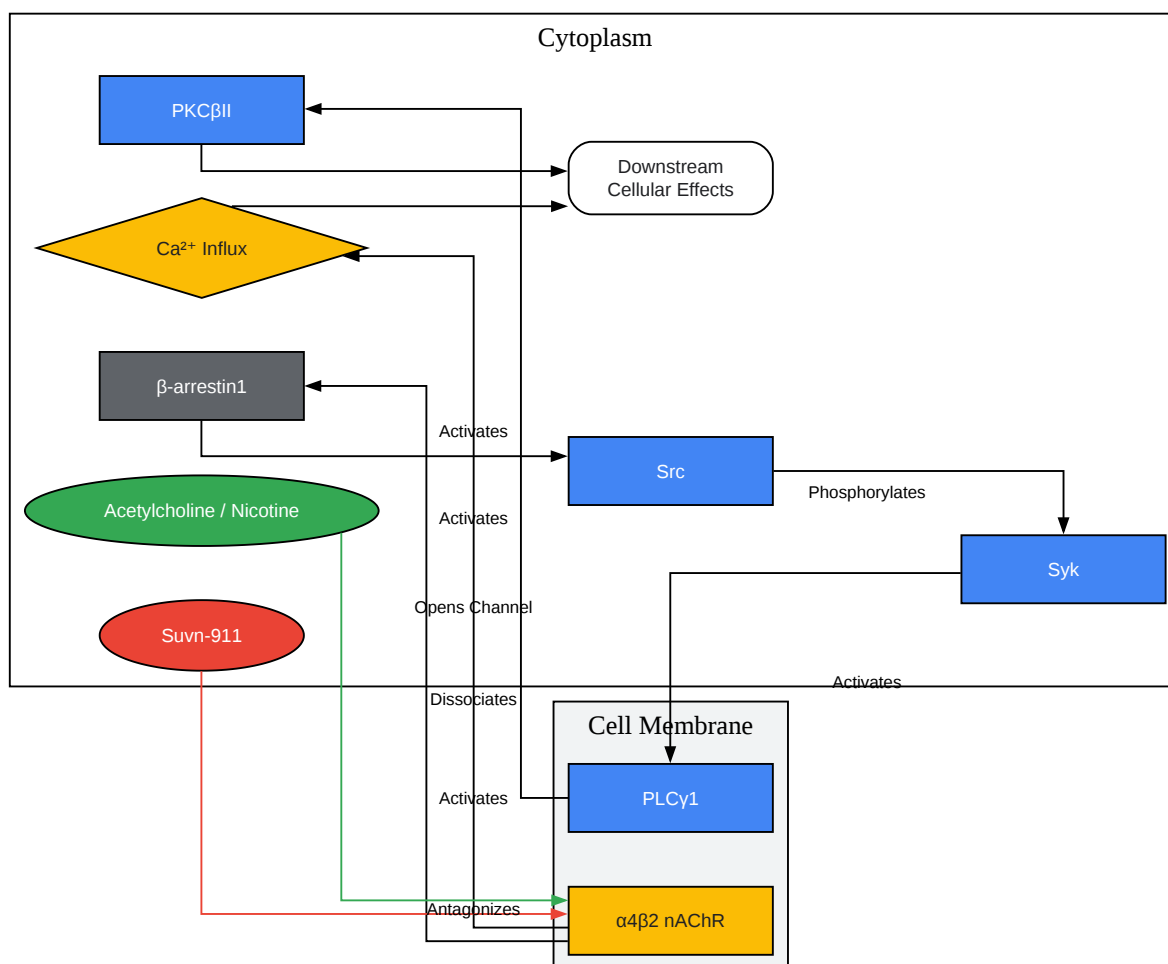 Cytoplasm
PKCβII
Downstream
Cellular Effects
Ca²⁺ Influx
β-arrestin1
Activates
Src
Phosphorylates
Acetylcholine / Nicotine
Activates
Syk
Opens Channel
Suvn-911
Activates
Dissociates
Cell Membrane
Activates
PLCγ1
Antagonizes
α4β2 nAChR